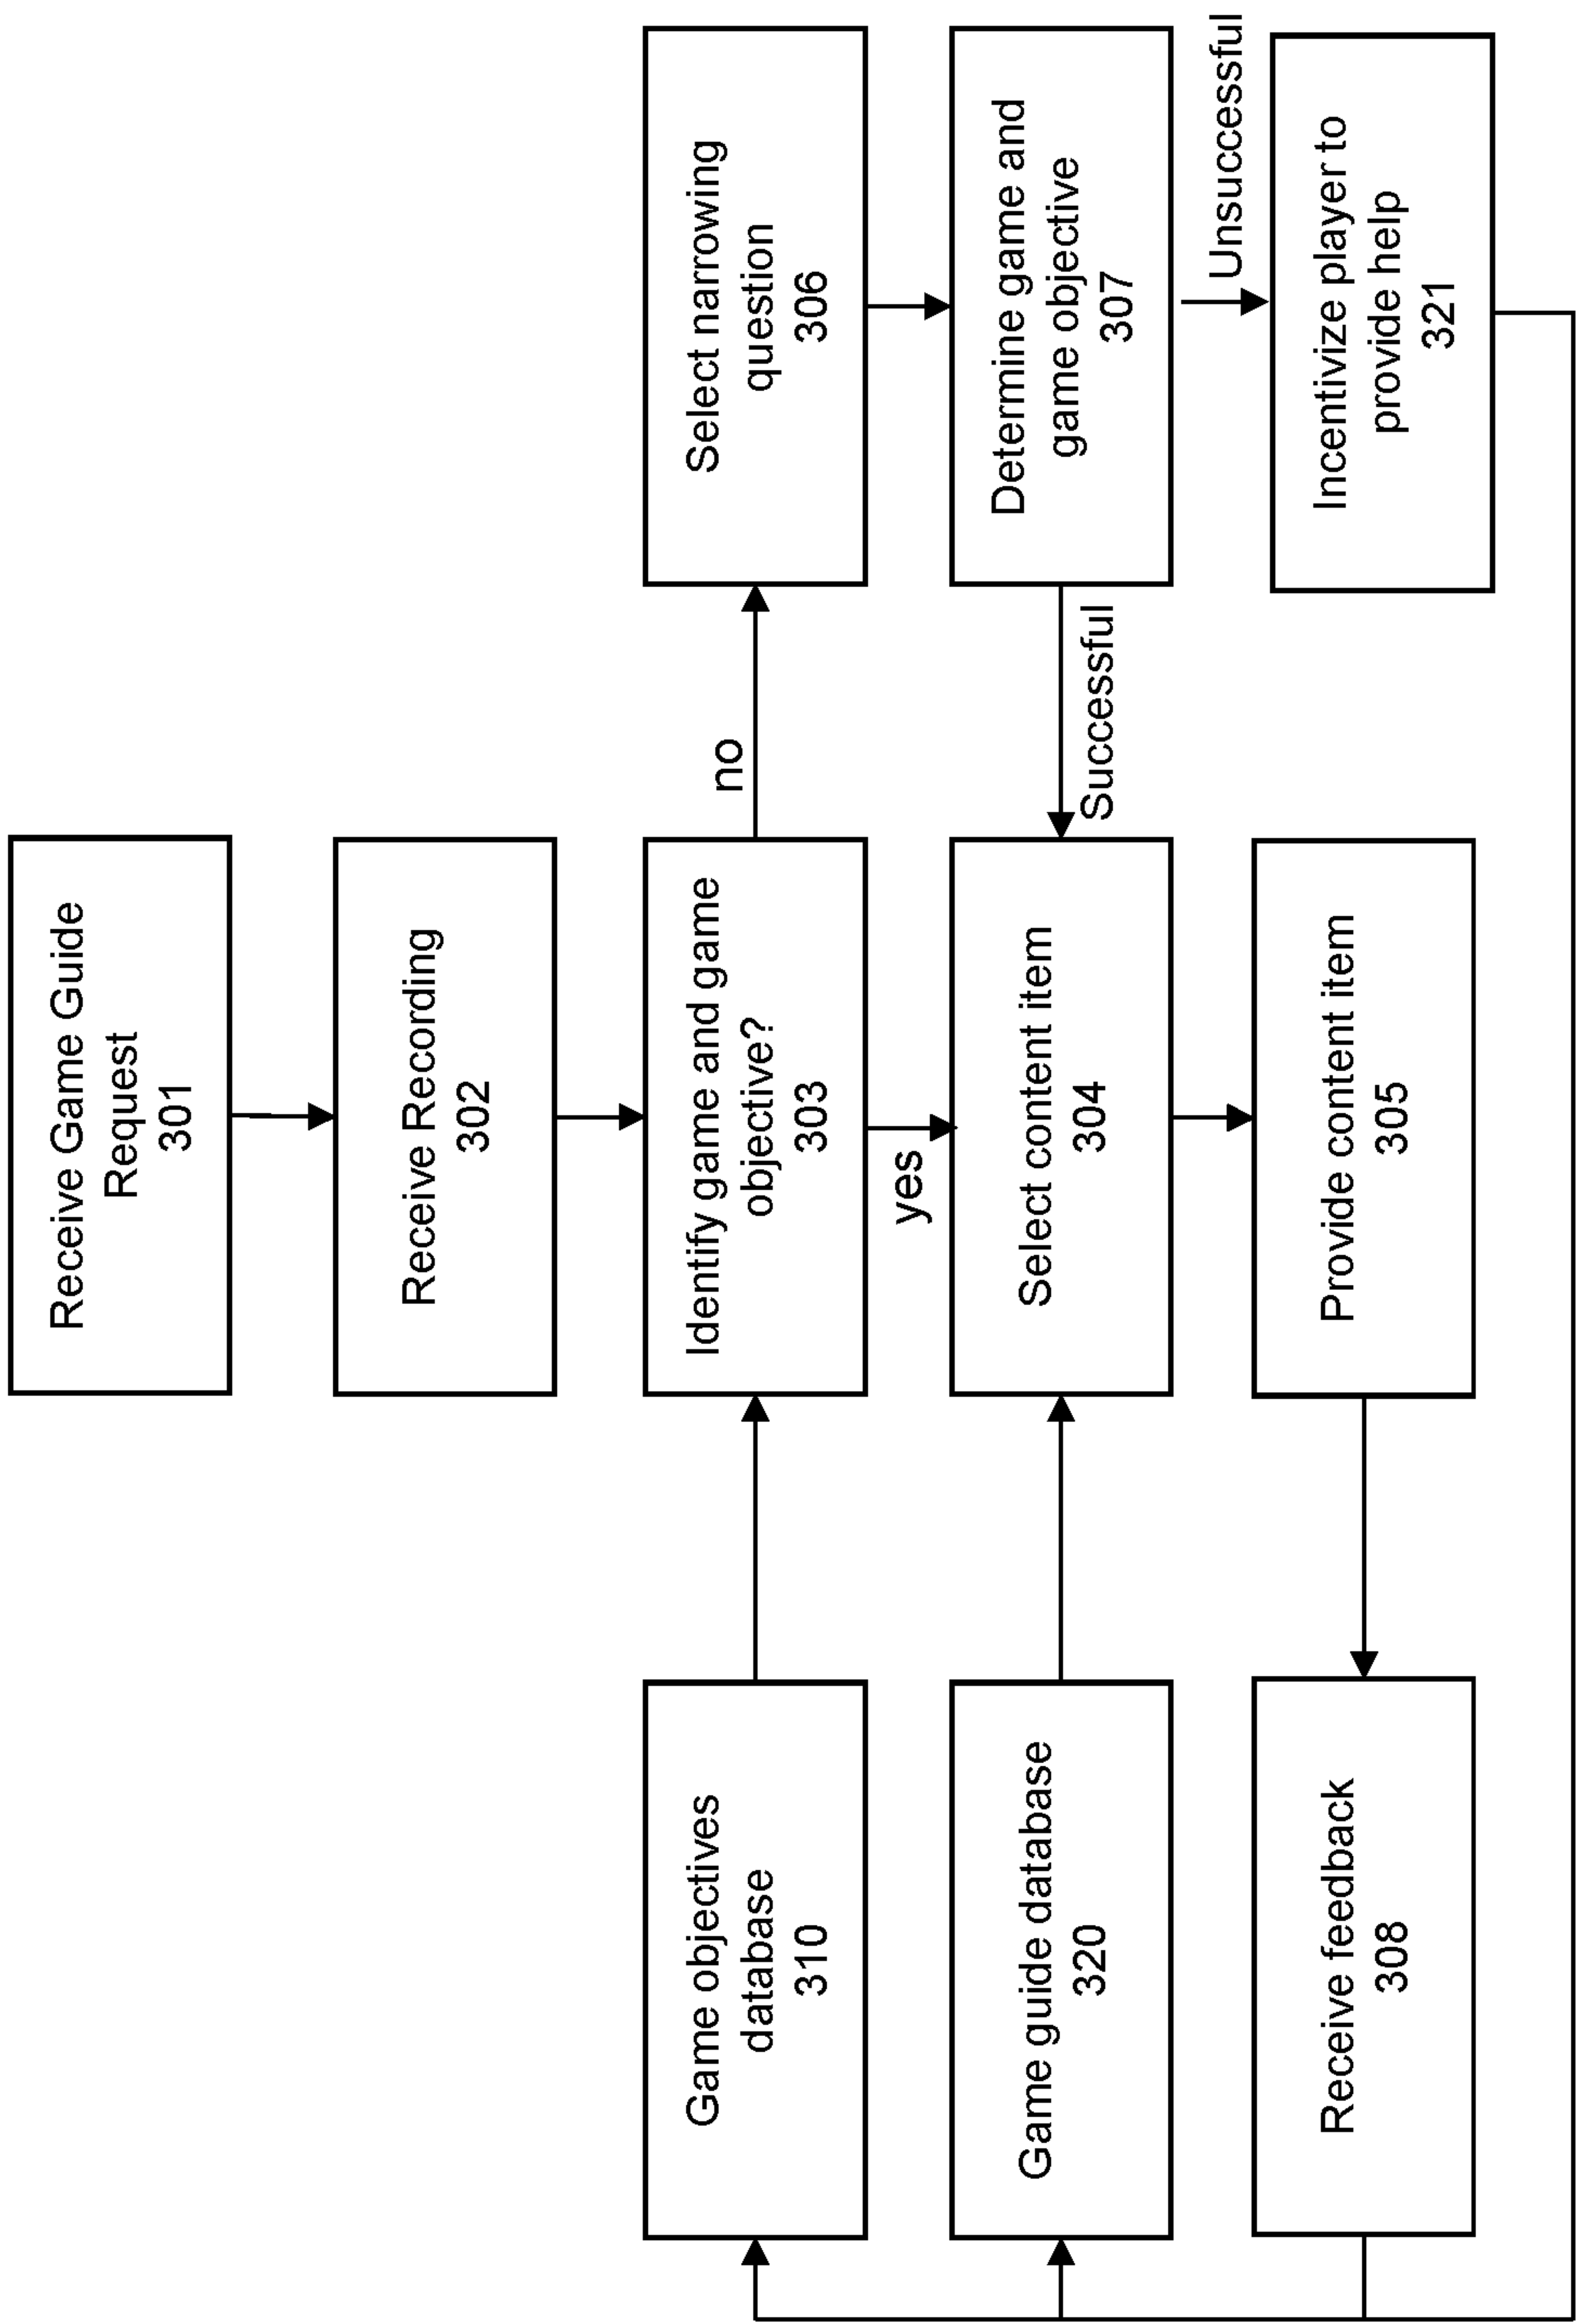 Receive Game Guide
Request
301
Receive Recording
302
Game objectives
database
310
Identify game and game
objective?
303
no
Select narrowing
question
306
yes
Game guide database
320
Select content item
304
Successful
Determine game and
game objective
307
Unsuccessful
Receive feedback
308
Provide content item
305
Incentivize player to
provide help
321